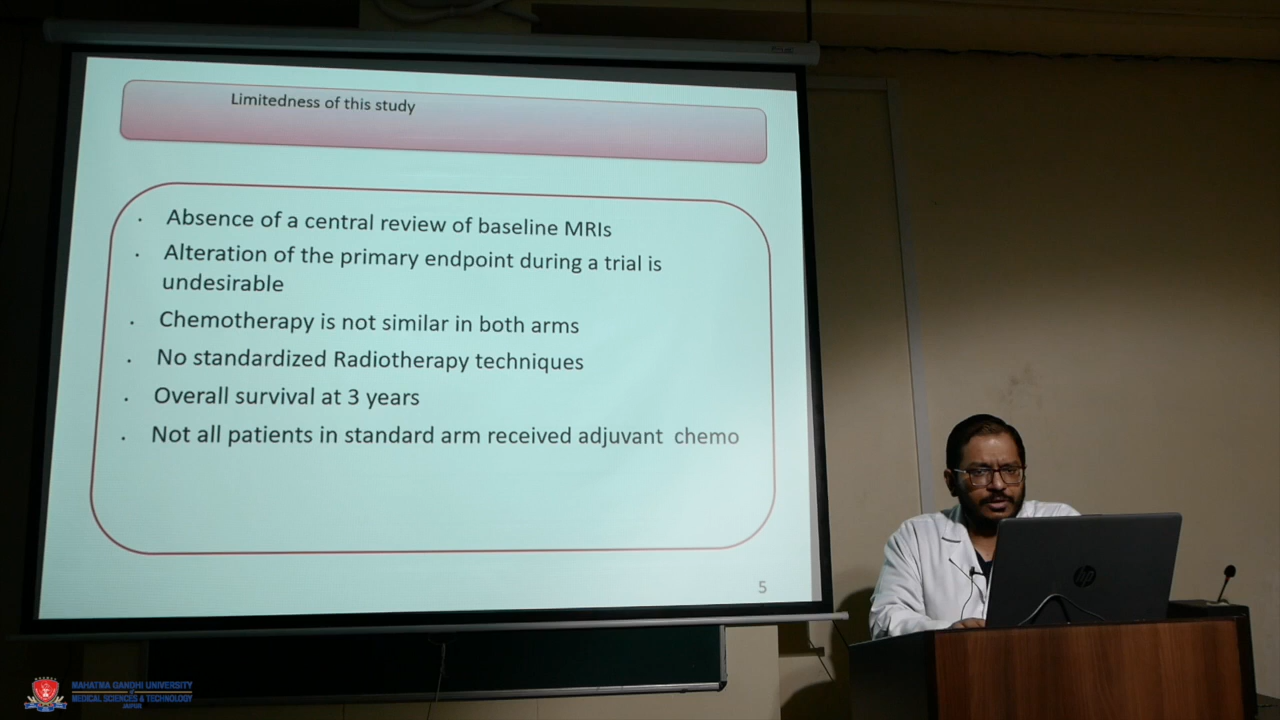 Limitedness of this study
· Absence of a central review of baseline MRIs
· Alteration of the primary endpoint during a trial is
undesirable
· Chemotherapy is not similar in both arms
· No standardized Radiotherapy techniques
· Overall survival at 3 years
· Not all patients in standard arm received adjuvant chemo
5
hp
MAHATMA GANDHI UNIVERSITY
of
MEDICAL SCIENCES & TECHNOLOGY
JAIPUR